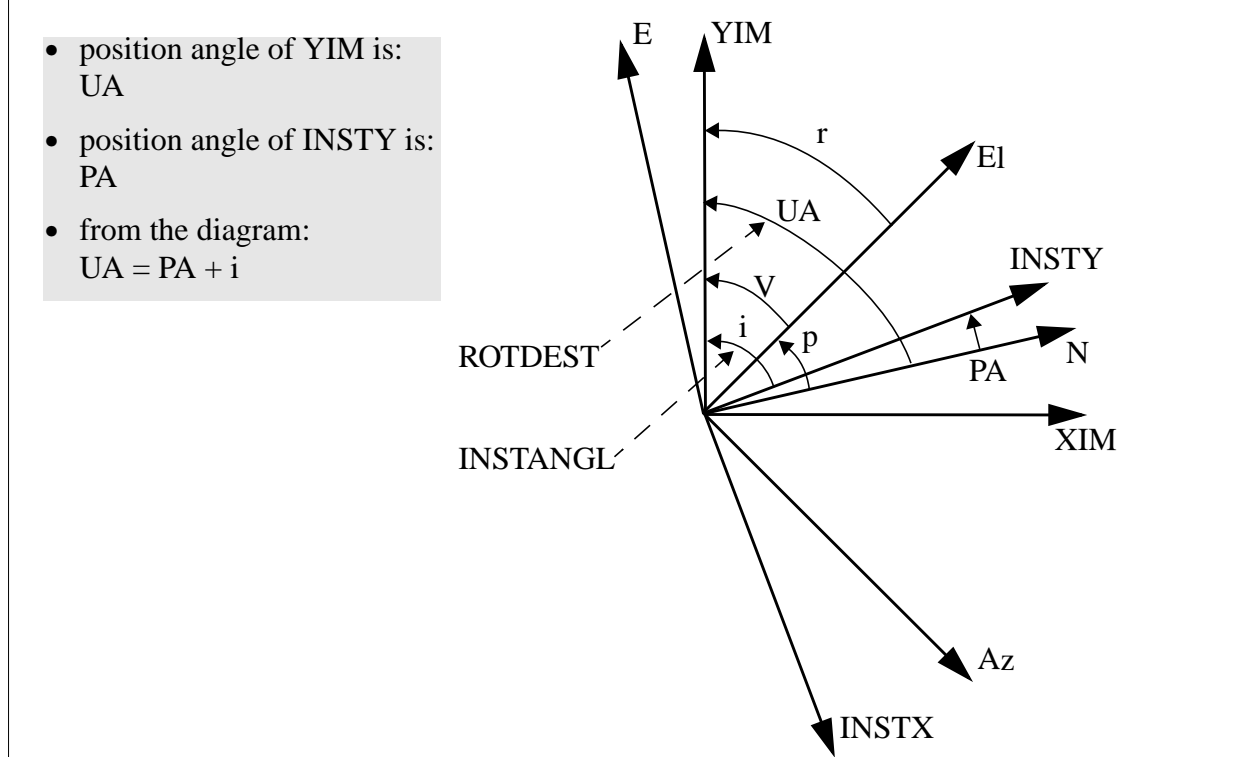 • position angle of YIM is:
UA
• position angle of INSTY is:
PA
• from the diagram:
UA = PA + i
E
YIM
r
El
UA
INSTY
V
i
p
N
ROTDEST
PA
XIM
INSTANGL
Az
INSTX